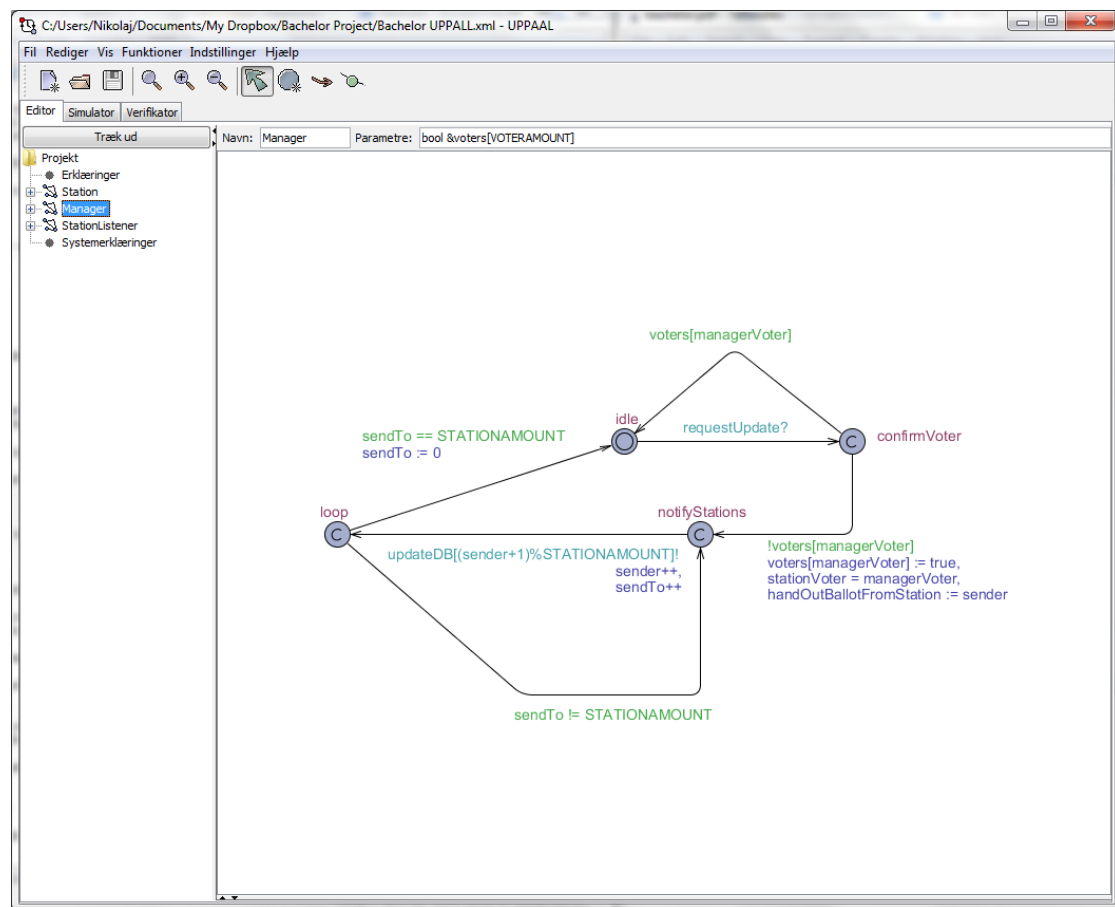 C:/Users/Nikolaj/Documents/My Dropbox/Bachelor Project/Bachelor UPPALL.xml - UPPAAL
Fil Rediger Vis Funktioner Indstillinger Hjælp
Editor Simulator Verifikator
Træk ud
Navn: Manager Parametre: bool &voters[VOTERAMOUNT]
Projekt
Erklæringer
Station
Manager
StationListener
Systemerklæringer
voters[managerVoter]
idle
requestUpdate?
confirmVoter
sendTo == STATIONAMOUNT
sendTo := 0
loop
notifyStations
updateDB[(sender+1)%STATIONAMOUNT]!
sender++,
sendTo++
!voters[managerVoter]
voters[managerVoter] := true,
stationVoter = managerVoter,
handOutBallotFromStation := sender
sendTo != STATIONAMOUNT
C
C
C